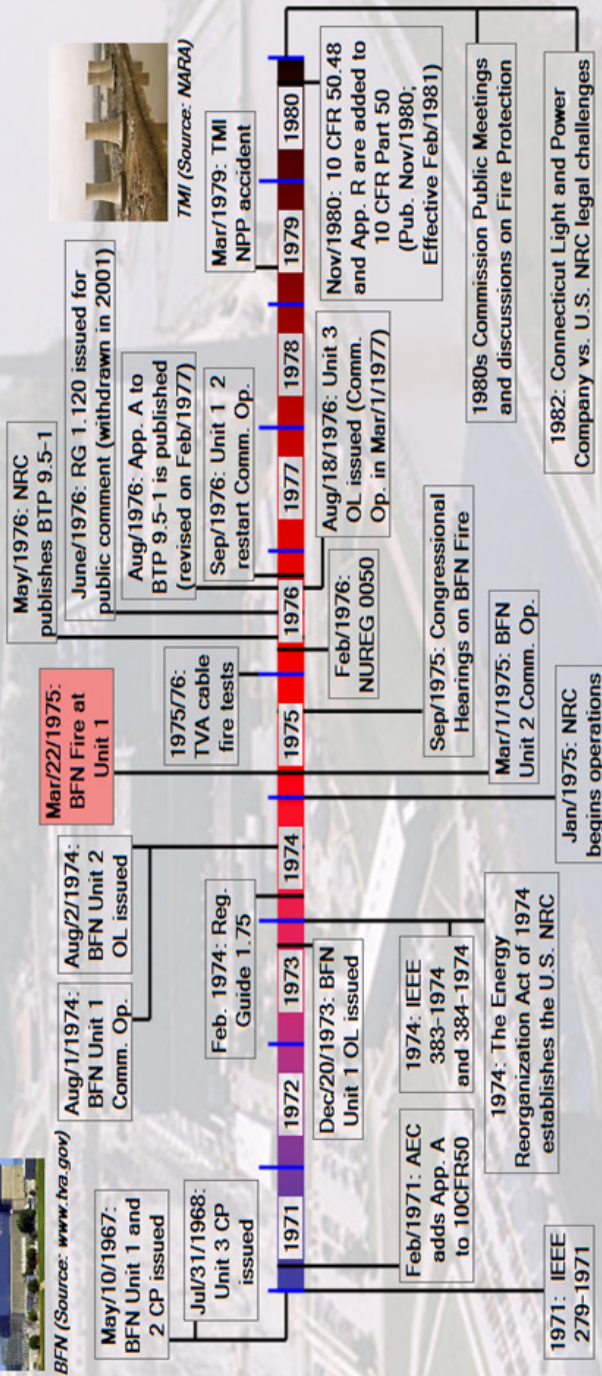 BFN (Source: www.tva.gov)
May/10/1967:
BFN Unit 1 and
2 CP issued
Jul/31/1968:
Unit 3 CP
issued
Aug/1/1974:
BFN Unit 1
Comm. Op.
Aug/2/1974:
BFN Unit 2
OL issued
Feb. 1974: Reg.
Guide 1.75
Mar/22/1975:
BFN Fire at
Unit 1
1975/76:
TVA cable
fire tests
May/1976: NRC
publishes BTP 9.5-1
June/1976: RG 1.120 issued for
public comment (withdrawn in 2001)
Aug/1976: App. A to
BTP 9.5-1 is published
(revised on Feb/1977)
Sep/1976: Unit 1 2
restart Comm. Op.
Mar/1979: TMI
NPP accident
TMI (Source: NARA)
1971
1972
1973
1974
1975
1976
1977
1978
1979
1980
1971: IEEE
279-1971
Feb/1971: AEC
adds App. A
to 10CFR50
Dec/20/1973: BFN
Unit 1 OL issued
1974: IEEE
383-1974
and 384-1974
1974: The Energy
Reorganization Act of 1974
establishes the U.S. NRC
Jan/1975: NRC
begins operations
Mar/1/1975: BFN
Unit 2 Comm. Op.
Sep/1975: Congressional
Hearings on BFN Fire
Feb/1976:
NUREG 0050
Aug/18/1976: Unit 3
OL issued (Comm.
Op. in Mar/1/1977)
Nov/1980: 10 CFR 50.48
and App. R are added to
10 CFR Part 50
(Pub. Nov/1980;
Effective Feb/1981)
1980s Commission Public Meetings
and discussions on Fire Protection
1982: Connecticut Light and Power
Company vs. U.S. NRC legal challenges